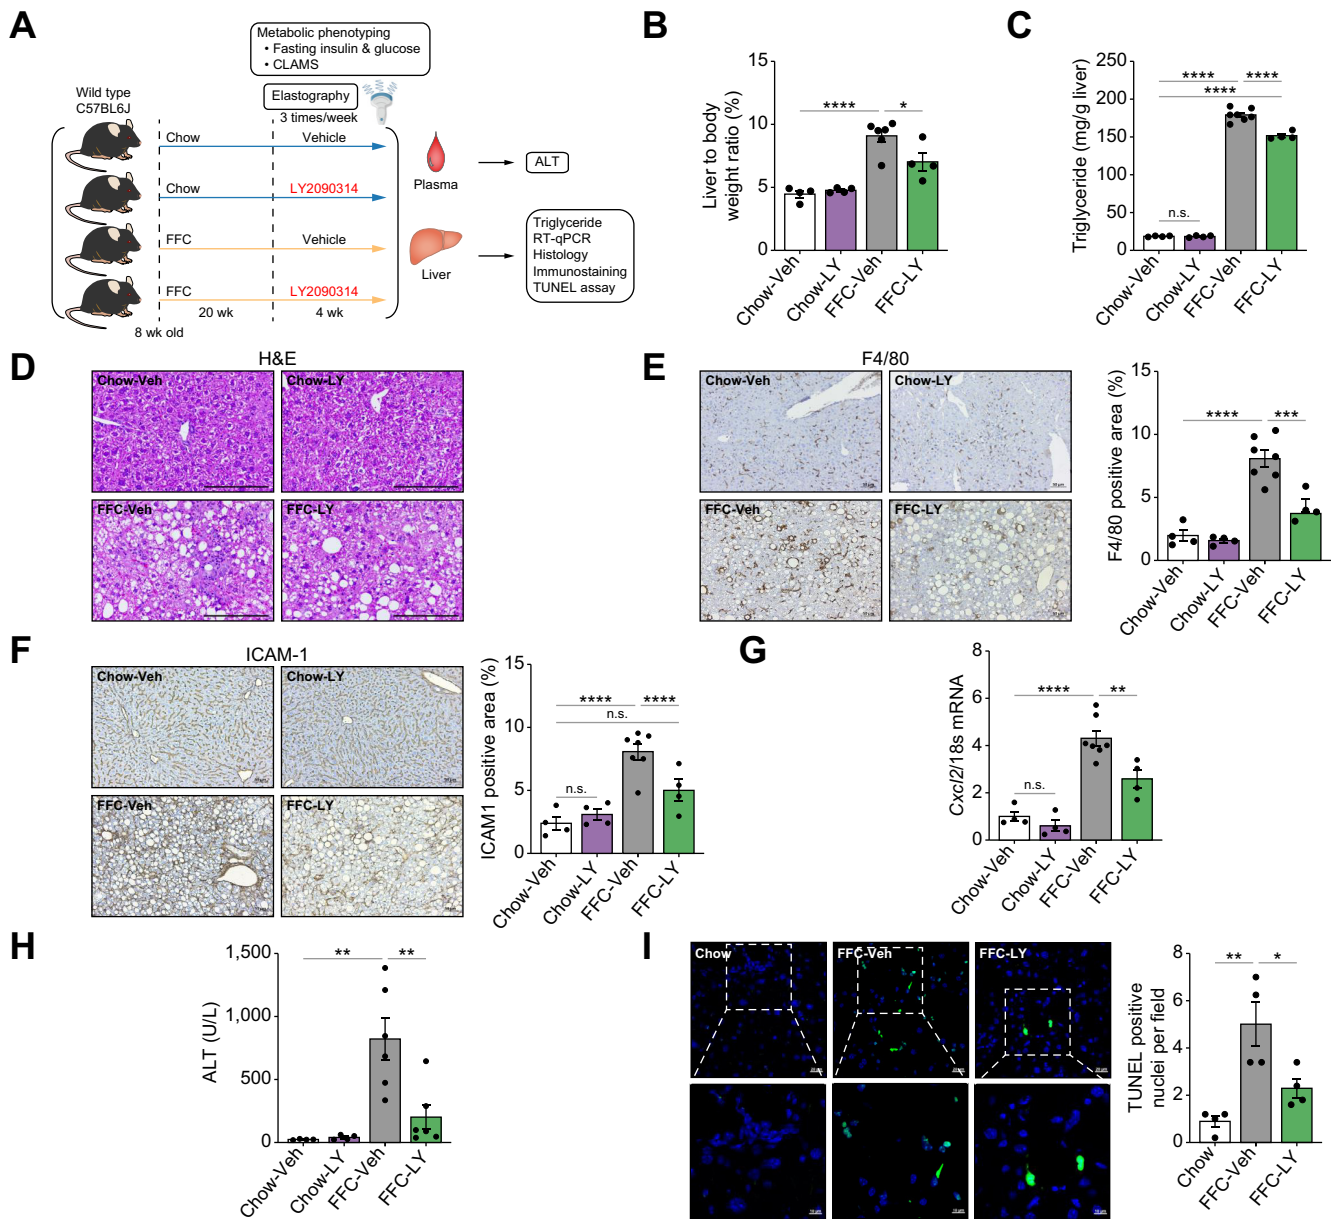 A
Metabolic phenotyping
• Fasting insulin & glucose
• CLAMS
Elastography
3 times/week
Wild type
C57BL6J
Chow
Vehicle
Chow
LY2090314
FFC
Vehicle
FFC
LY2090314
20 wk
4 wk
8 wk old
Plasma
ALT
Liver
Triglyceride
RT-qPCR
Histology
Immunostaining
TUNEL assay
B
Liver to body
weight ratio (%)
15
10
5
0
****
*
Chow-Veh
Chow-LY
FFC-Veh
FFC-LY
C
Triglyceride (mg/g liver)
250
200
150
100
50
0
**** ****
****
n.s.
Chow-Veh
Chow-LY
FFC-Veh
FFC-LY
D
H&E
Chow-Veh
Chow-LY
FFC-Veh
FFC-LY
E
F4/80
Chow-Veh
Chow-LY
FFC-Veh
FFC-LY
F4/80 positive area (%)
15
10
5
0
****
***
Chow-Veh
Chow-LY
FFC-Veh
FFC-LY
F
ICAM-1
Chow-Veh
Chow-LY
FFC-Veh
FFC-LY
ICAM1 positive area (%)
15
10
5
0
**** ****
n.s.
n.s.
Chow-Veh
Chow-LY
FFC-Veh
FFC-LY
G
Cxcl2/18s mRNA
8
6
4
2
0
****
**
n.s.
Chow-Veh
Chow-LY
FFC-Veh
FFC-LY
H
ALT (U/L)
1,500
1,000
500
0
**
**
Chow-Veh
Chow-LY
FFC-Veh
FFC-LY
I
Chow
FFC-Veh
FFC-LY
TUNEL positive
nuclei per field
8
6
4
2
0
**
*
Chow
FFC-Veh
FFC-LY